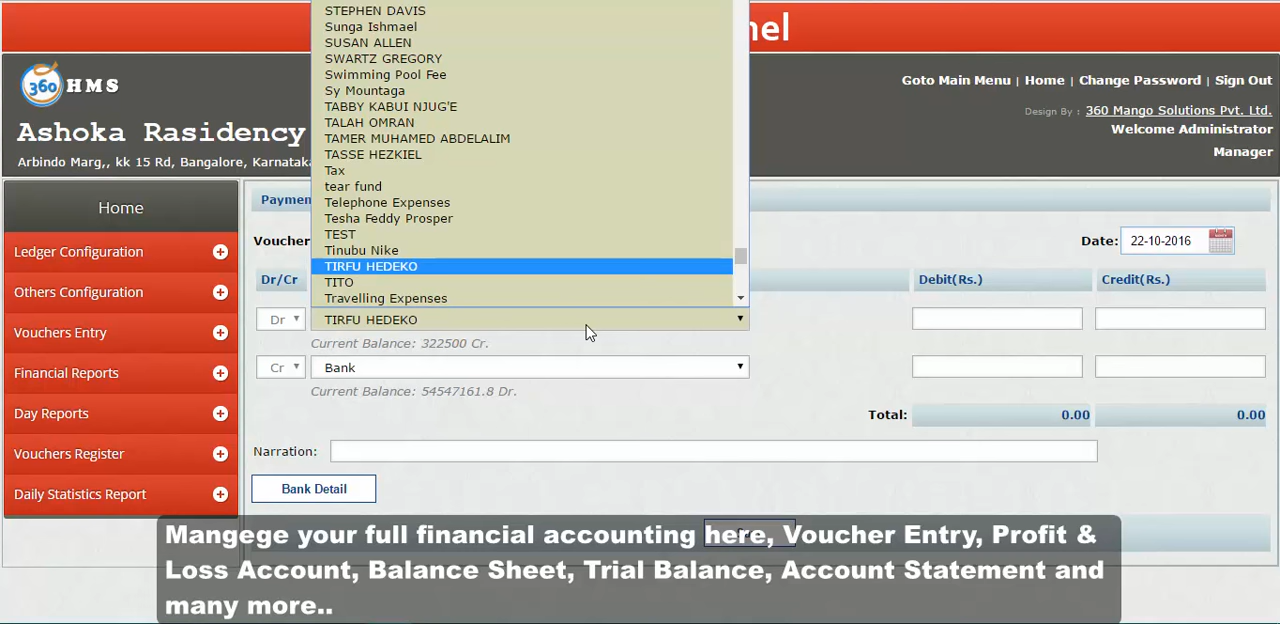 nel
360 HMS
Ashoka Rasidency
Arbindo Marg,, kk 15 Rd, Bangalore, Karnataka
Goto Main Menu | Home | Change Password | Sign Out
Design By : 360 Mango Solutions Pvt. Ltd.
Welcome Administrator
Manager
Home
Ledger Configuration
Others Configuration
Vouchers Entry
Financial Reports
Day Reports
Vouchers Register
Daily Statistics Report
STEPHEN DAVIS
Sunga Ishmael
SUSAN ALLEN
SWARTZ GREGORY
Swimming Pool Fee
Sy Mountaga
TABBY KABUI NJUG'E
TALAH OMRAN
TAMER MUHAMED ABDELALIM
TASSE HEZKIEL
Tax
tear fund
Telephone Expenses
Tesha Feddy Prosper
TEST
Tinubu Nike
TIRFU HEDEKO
TITO
Travelling Expenses
Paymen
Voucher
Date: 22-10-2016
Dr/Cr Debit(Rs.) Credit(Rs.)
Dr TIRFU HEDEKO
Current Balance: 322500 Cr.
Cr Bank
Current Balance: 54547161.8 Dr.
Total: 0.00 0.00
Narration:
Bank Detail
Mangege your full financial accounting here, Voucher Entry, Profit &
Loss Account, Balance Sheet, Trial Balance, Account Statement and
many more..